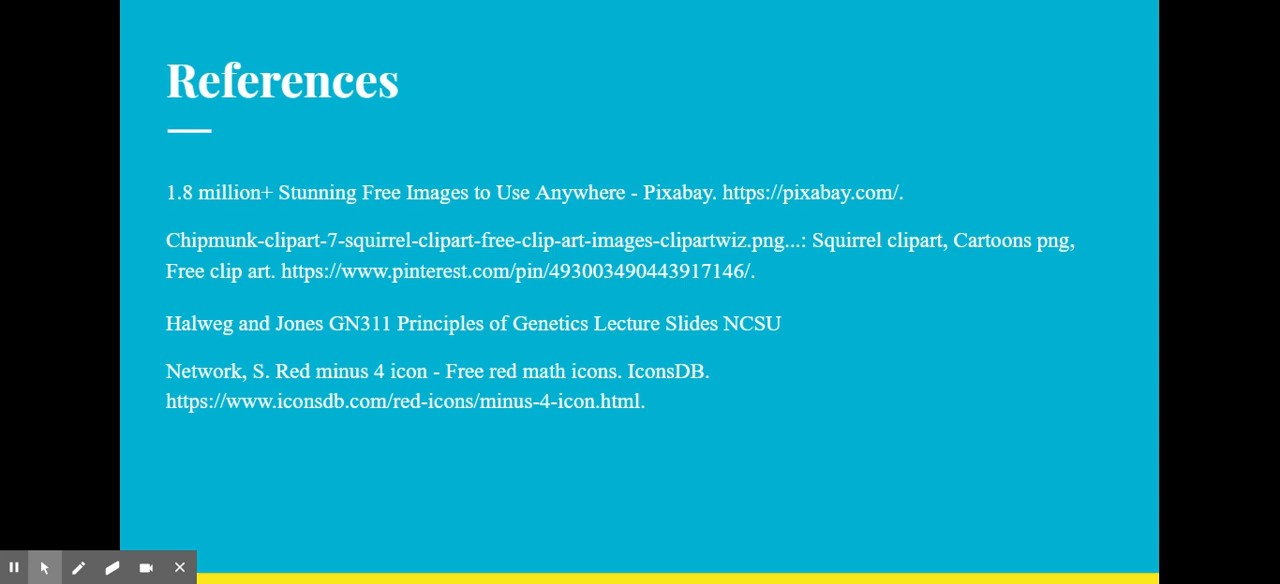 References
1.8 million+ Stunning Free Images to Use Anywhere - Pixabay. https://pixabay.com/.
Chipmunk-clipart-7-squirrel-clipart-free-clip-art-images-clipartwiz.png...: Squirrel clipart, Cartoons png,
Free clip art. https://www.pinterest.com/pin/493003490443917146/.
Halweg and Jones GN311 Principles of Genetics Lecture Slides NCSU
Network, S. Red minus 4 icon - Free red math icons. IconsDB.
https://www.iconsdb.com/red-icons/minus-4-icon.html.